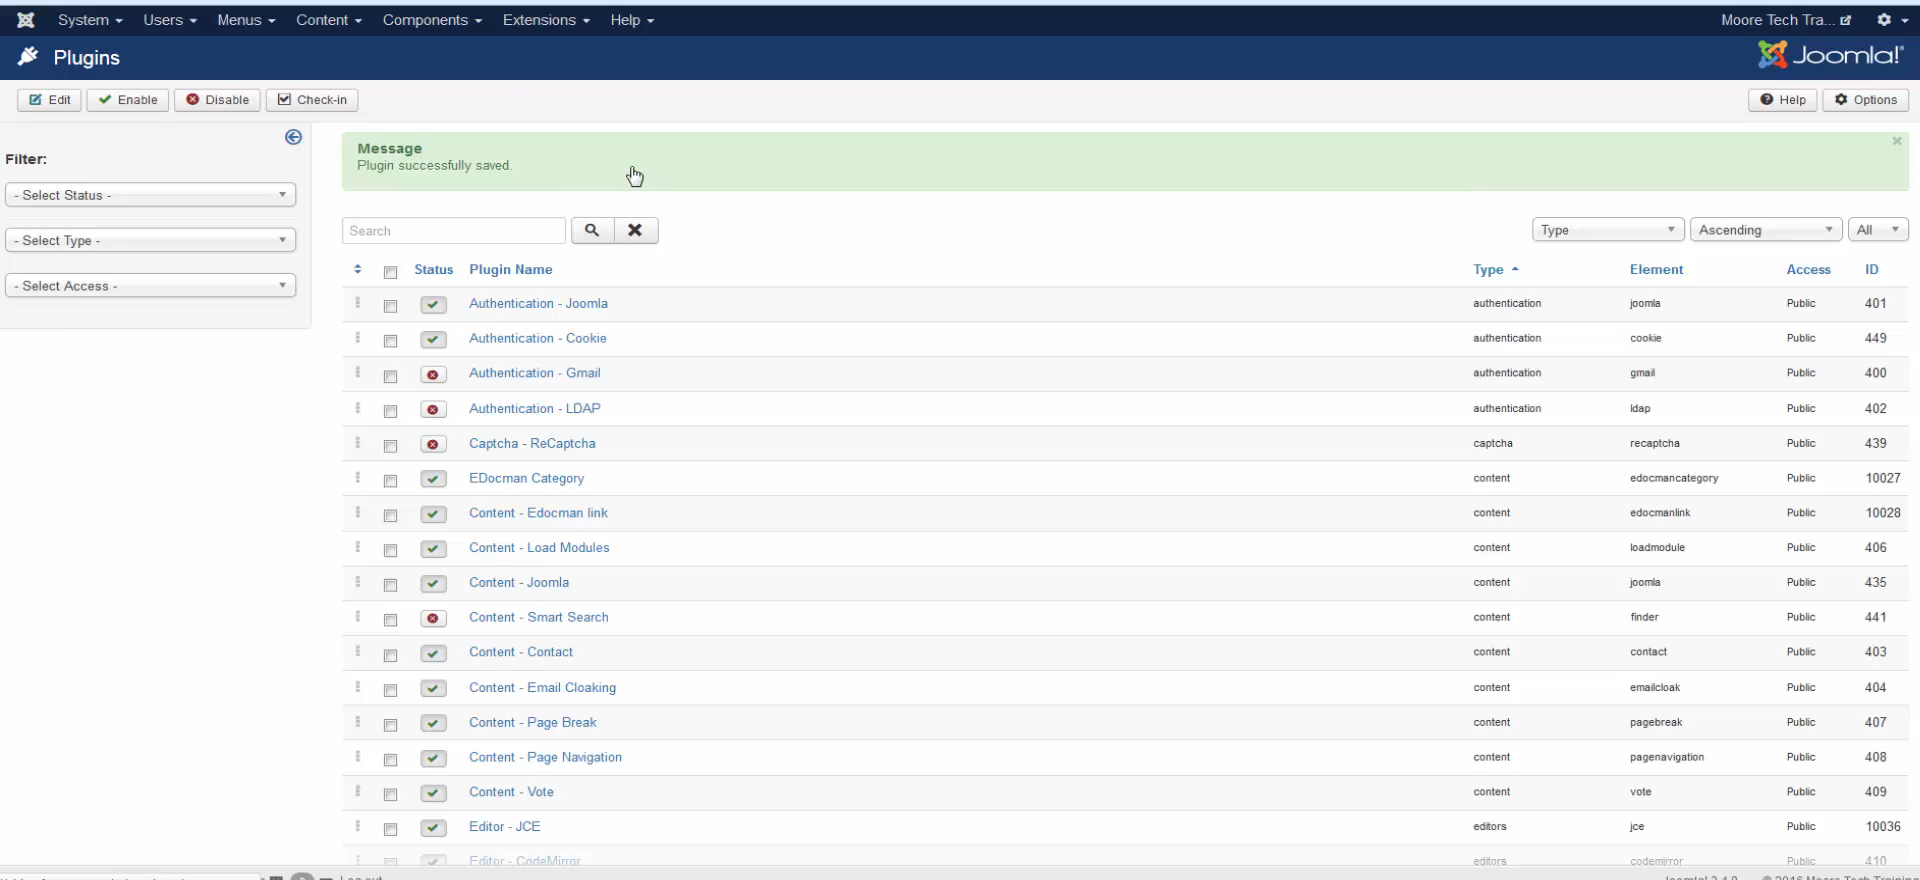 System Users Menus Content Components Extensions Help Moore Tech Tra...
Plugins Joomla!
Edit Enable Disable Check-in Help Options
Filter:
- Select Status -
- Select Type -
- Select Access -
Message
Plugin successfully saved.
Search Type Ascending All
Status Plugin Name Type Element Access ID
Authentication - Joomla authentication joomla Public 401
Authentication - Cookie authentication cookie Public 449
Authentication - Gmail authentication gmail Public 400
Authentication - LDAP authentication ldap Public 402
Captcha - ReCaptcha captcha recaptcha Public 439
EDocman Category content edocmancategory Public 10027
Content - Edocman link content edocmanlink Public 10028
Content - Load Modules content loadmodule Public 406
Content - Joomla content joomla Public 435
Content - Smart Search content finder Public 441
Content - Contact content contact Public 403
Content - Email Cloaking content emailcloak Public 404
Content - Page Break content pagebreak Public 407
Content - Page Navigation content pagenavigation Public 408
Content - Vote content vote Public 409
Editor - JCE editors jce Public 10036
Editor - CodeMirror editors codemirror Public 410